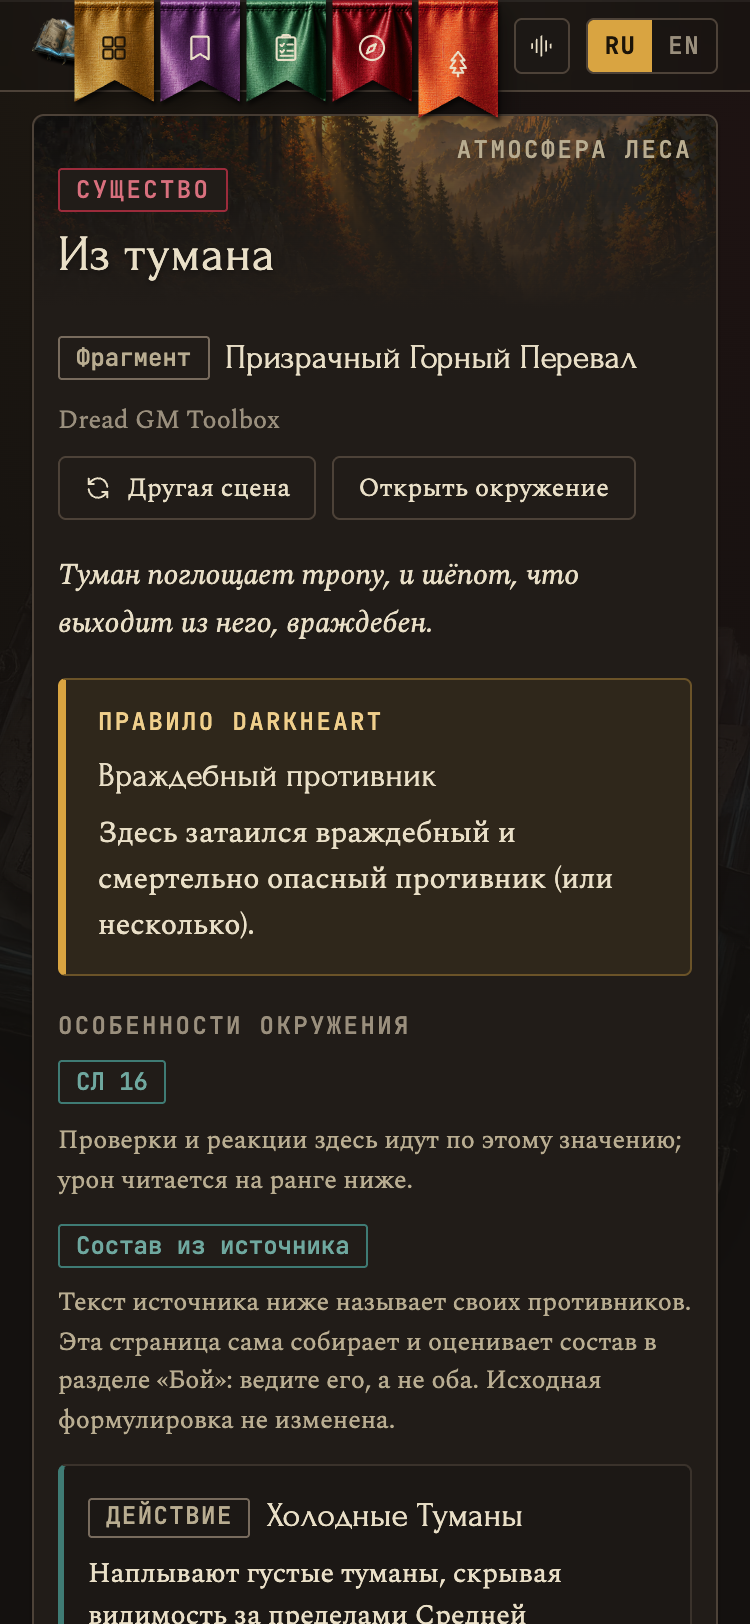 RU EN
АТМОСФЕРА ЛЕСА
СУЩЕСТВО
Из тумана
Фрагмент Призрачный Горный Перевал
Dread GM Toolbox
Другая сцена Открыть окружение
Туман поглощает тропу, и шёпот, что
выходит из него, враждебен.
ПРАВИЛО DARKHEART
Враждебный противник
Здесь затаился враждебный и
смертельно опасный противник (или
несколько).
ОСОБЕННОСТИ ОКРУЖЕНИЯ
СЛ 16
Проверки и реакции здесь идут по этому значению;
урон читается на ранге ниже.
Состав из источника
Текст источника ниже называет своих противников.
Эта страница сама собирает и оценивает состав в
разделе «Бой»: ведите его, а не оба. Исходная
формулировка не изменена.
ДЕЙСТВИЕ Холодные Туманы
Наплывают густые туманы, скрывая
видимость за пределами Средней